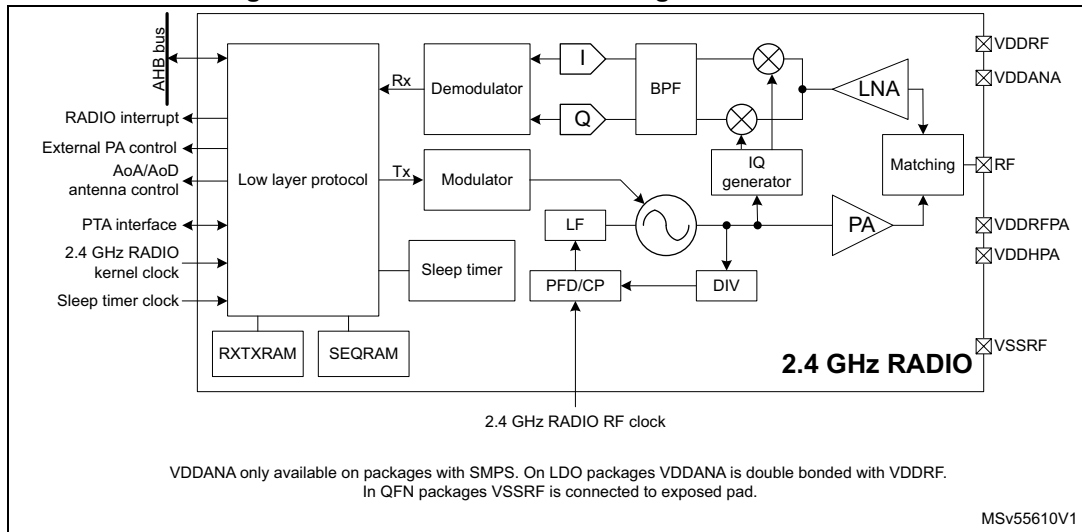 AHB bus
RADIO interrupt
External PA control
AoA/AoD
antenna control
PTA interface
2.4 GHz RADIO
kernel clock
Sleep timer clock
Low layer protocol
RXTXRAM
SEQRAM
Rx
Tx
Demodulator
Modulator
Sleep timer
I
Q
BPF
LNA
IQ
generator
Matching
LF
PFD/CP
DIV
PA
VDDRF
VDDANA
RF
VDDRFPA
VDDHPA
VSSRF
2.4 GHz RADIO
2.4 GHz RADIO RF clock
VDDANA only available on packages with SMPS. On LDO packages VDDANA is double bonded with VDDRF.
In QFN packages VSSRF is connected to exposed pad.
MSv55610V1